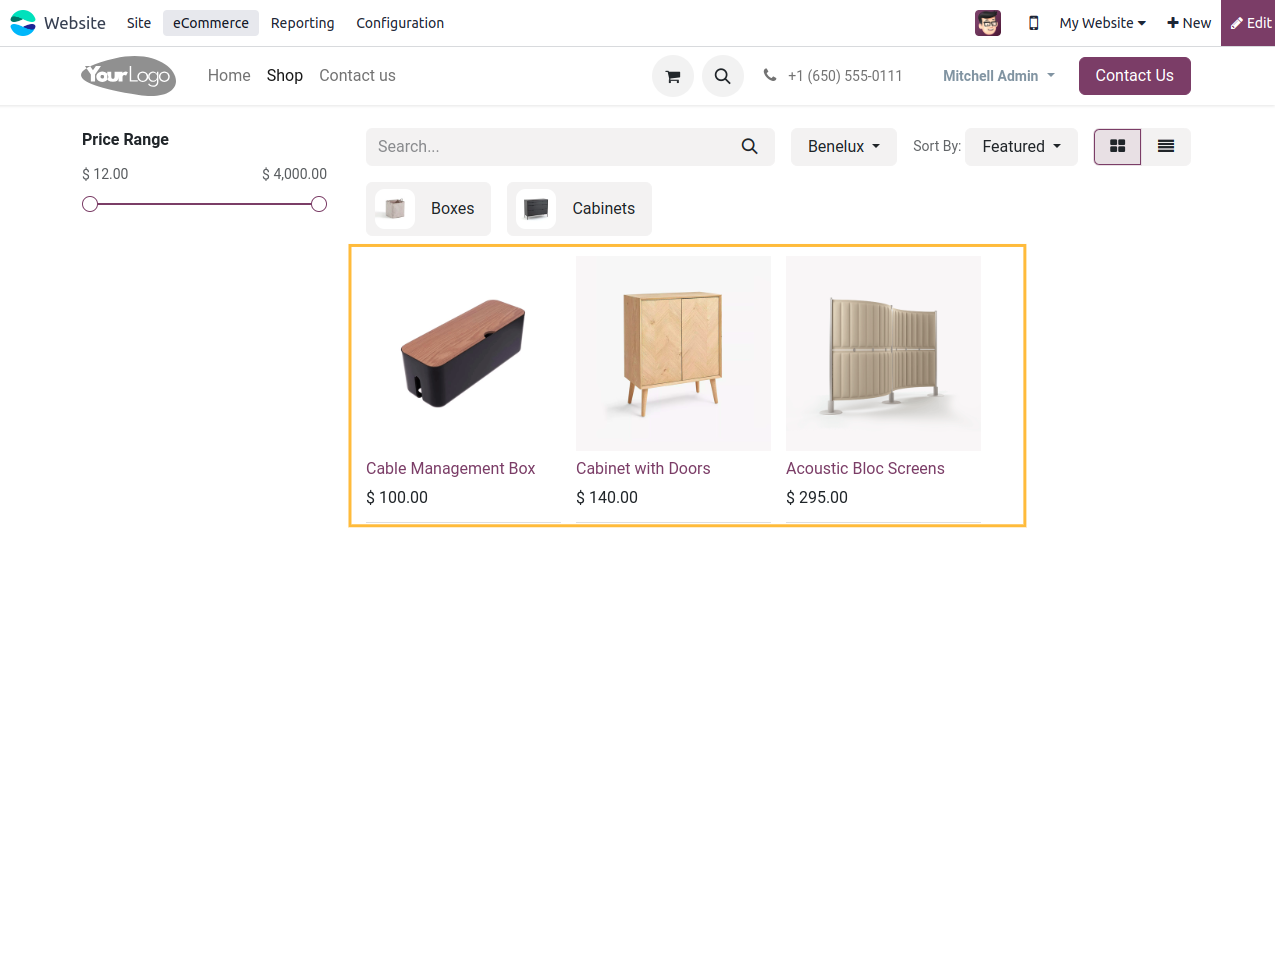 Website Site eCommerce Reporting Configuration My Website New Edit
YourLogo Home Shop Contact us +1 (650) 555-0111 Mitchell Admin Contact Us
Price Range
$ 12.00 $ 4,000.00
Search... Benelux Sort By: Featured
Boxes Cabinets
Cable Management Box Cabinet with Doors Acoustic Bloc Screens
$ 100.00 $ 140.00 $ 295.00